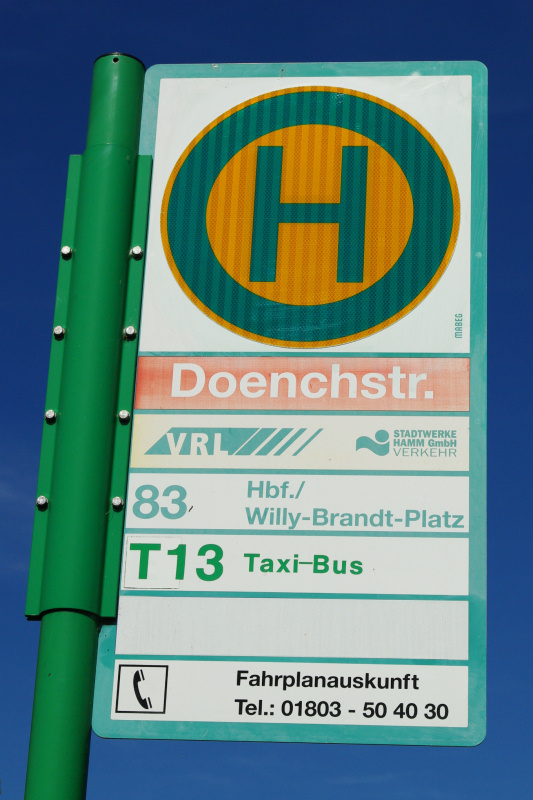 H
MABEG
Doenchstr.
VRL
STADTWERKE
HAMM GmbH
VERKEHR
83
Hbf./
Willy-Brandt-Platz
T13 Taxi-Bus
Fahrplanauskunft
Tel.: 01803 - 50 40 30